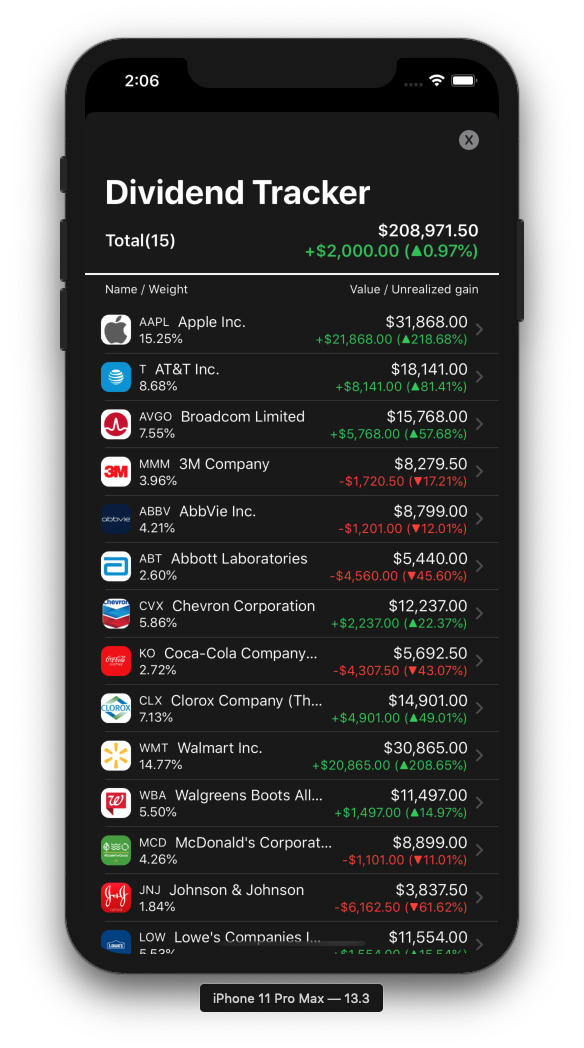 2:06
X
Dividend Tracker
$208,971.50
Total(15)
+$2,000.00 (▲0.97%)
Name / Weight Value / Unrealized gain
AAPL Apple Inc. $31,868.00
15.25% +$21,868.00 (▲218.68%)
T AT&T Inc. $18,141.00
8.68% +$8,141.00 (▲81.41%)
AVGO Broadcom Limited $15,768.00
7.55% +$5,768.00 (▲57.68%)
3M
MMM 3M Company $8,279.50
3.96% -$1,720.50 (▼17.21%)
abbvie
ABBV AbbVie Inc. $8,799.00
4.21% -$1,201.00 (▼12.01%)
ABT Abbott Laboratories $5,440.00
2.60% -$4,560.00 (▼45.60%)
Chevron
CVX Chevron Corporation $12,237.00
5.86% +$2,237.00 (▲22.37%)
Coca-Cola
KO Coca-Cola Company... $5,692.50
2.72% -$4,307.50 (▼43.07%)
CLOROX
CLX Clorox Company (Th... $14,901.00
7.13% +$4,901.00 (▲49.01%)
WMT Walmart Inc. $30,865.00
14.77% +$20,865.00 (▲208.65%)
W
WBA Walgreens Boots All... $11,497.00
5.50% +$1,497.00 (▲14.97%)
MCD McDonald's Corporat... $8,899.00
4.26% -$1,101.00 (▼11.01%)
J&J
JNJ Johnson & Johnson $3,837.50
1.84% -$6,162.50 (▼61.62%)
LOWE'S
LOW Lowe's Companies I... $11,554.00
5.53% +$1,554.00 (▲15.54%)
iPhone 11 Pro Max — 13.3